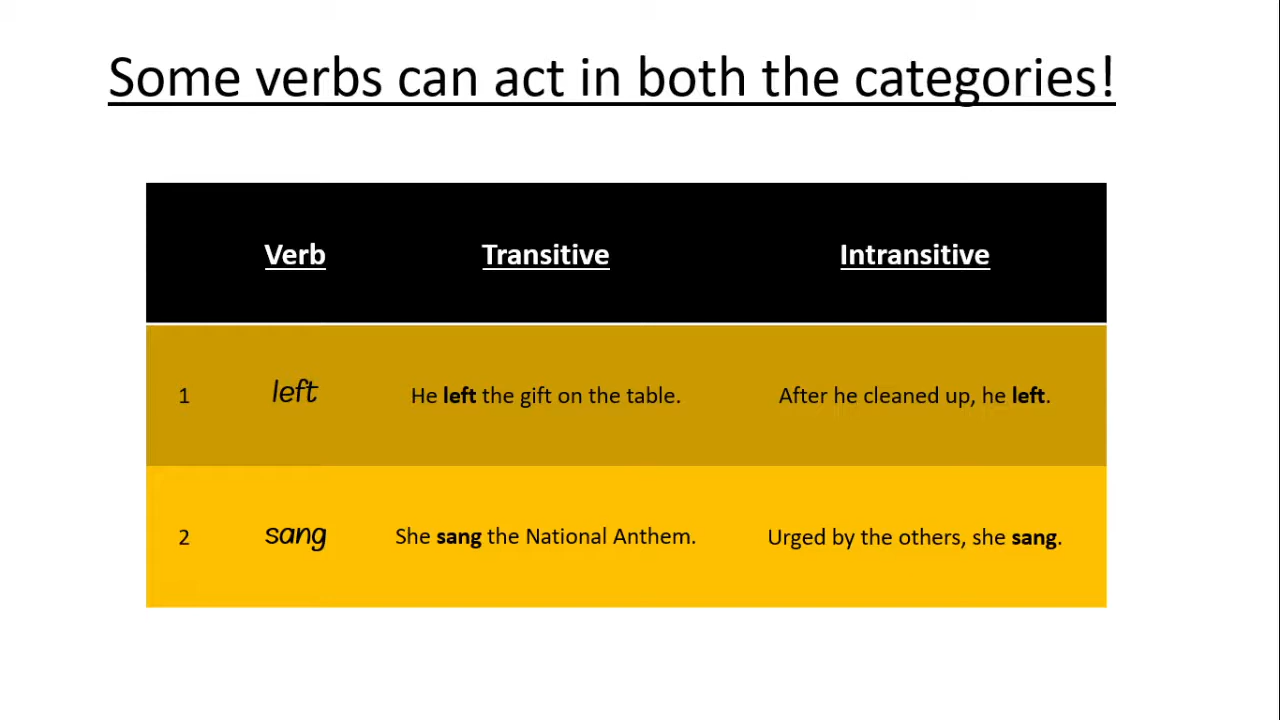 Some verbs can act in both the categories!
Verb Transitive Intransitive
1 left He left the gift on the table. After he cleaned up, he left.
2 sang She sang the National Anthem. Urged by the others, she sang.